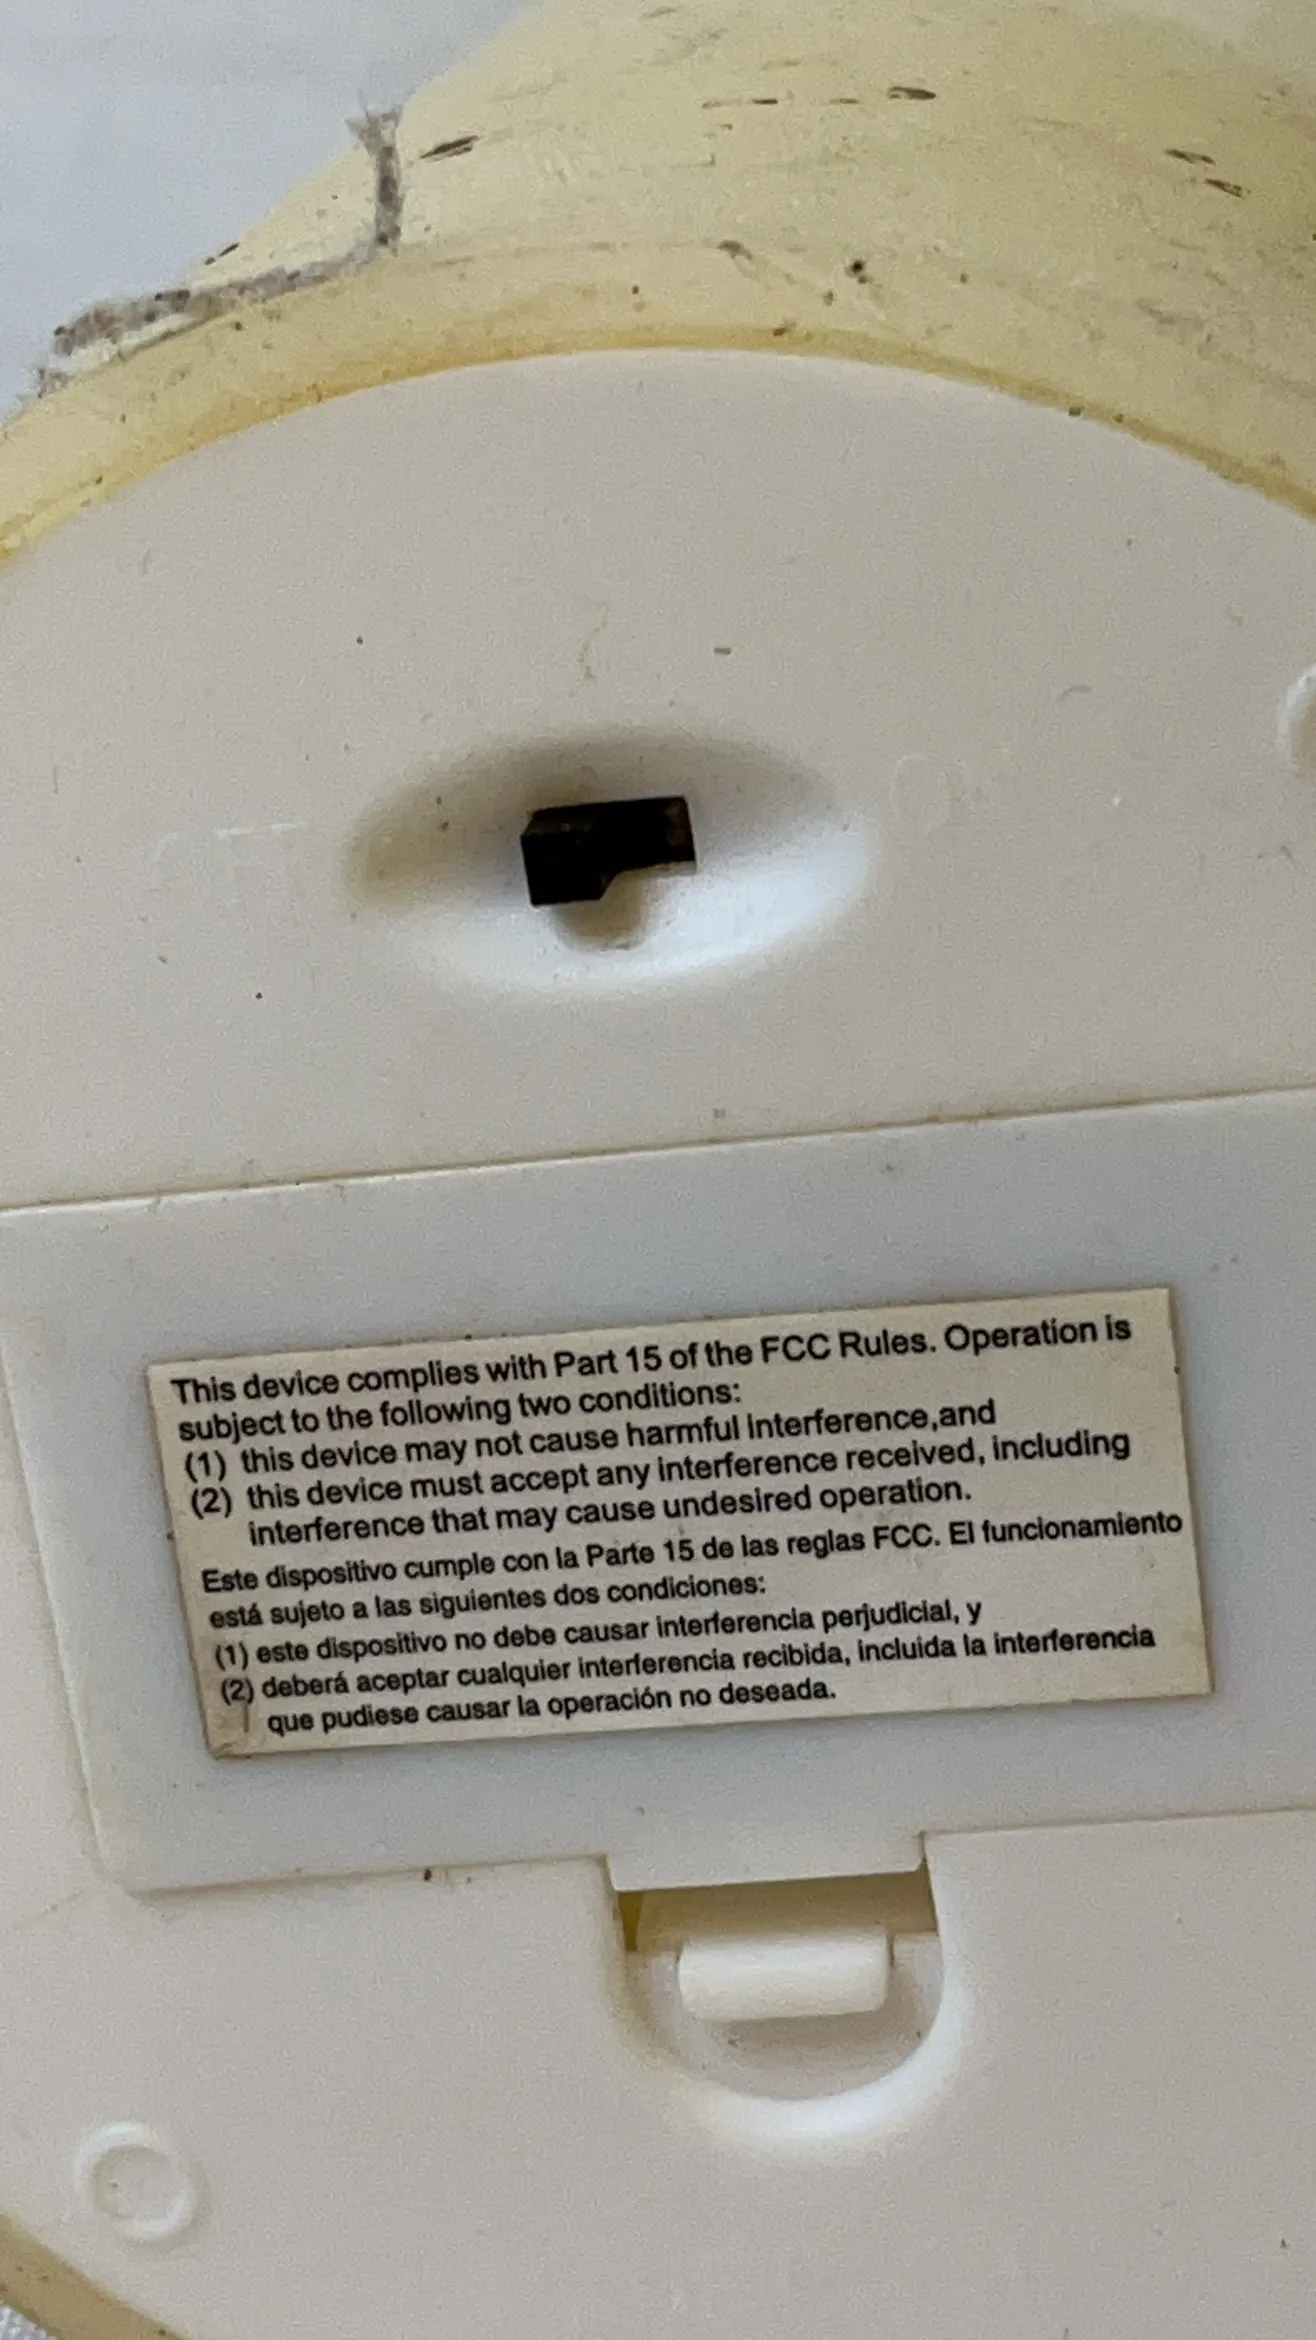 This device complies with Part 15 of the FCC Rules. Operation is
subject to the following two conditions:
(1) this device may not cause harmful interference,and
(2) this device must accept any interference received, including
interference that may cause undesired operation.
Este dispositivo cumple con la Parte 15 de las reglas FCC. El funcionamiento
está sujeto a las siguientes dos condiciones:
(1) este dispositivo no debe causar interferencia perjudicial, y
(2) deberá aceptar cualquier interferencia recibida, incluida la interferencia
que pudiese causar la operación no deseada.